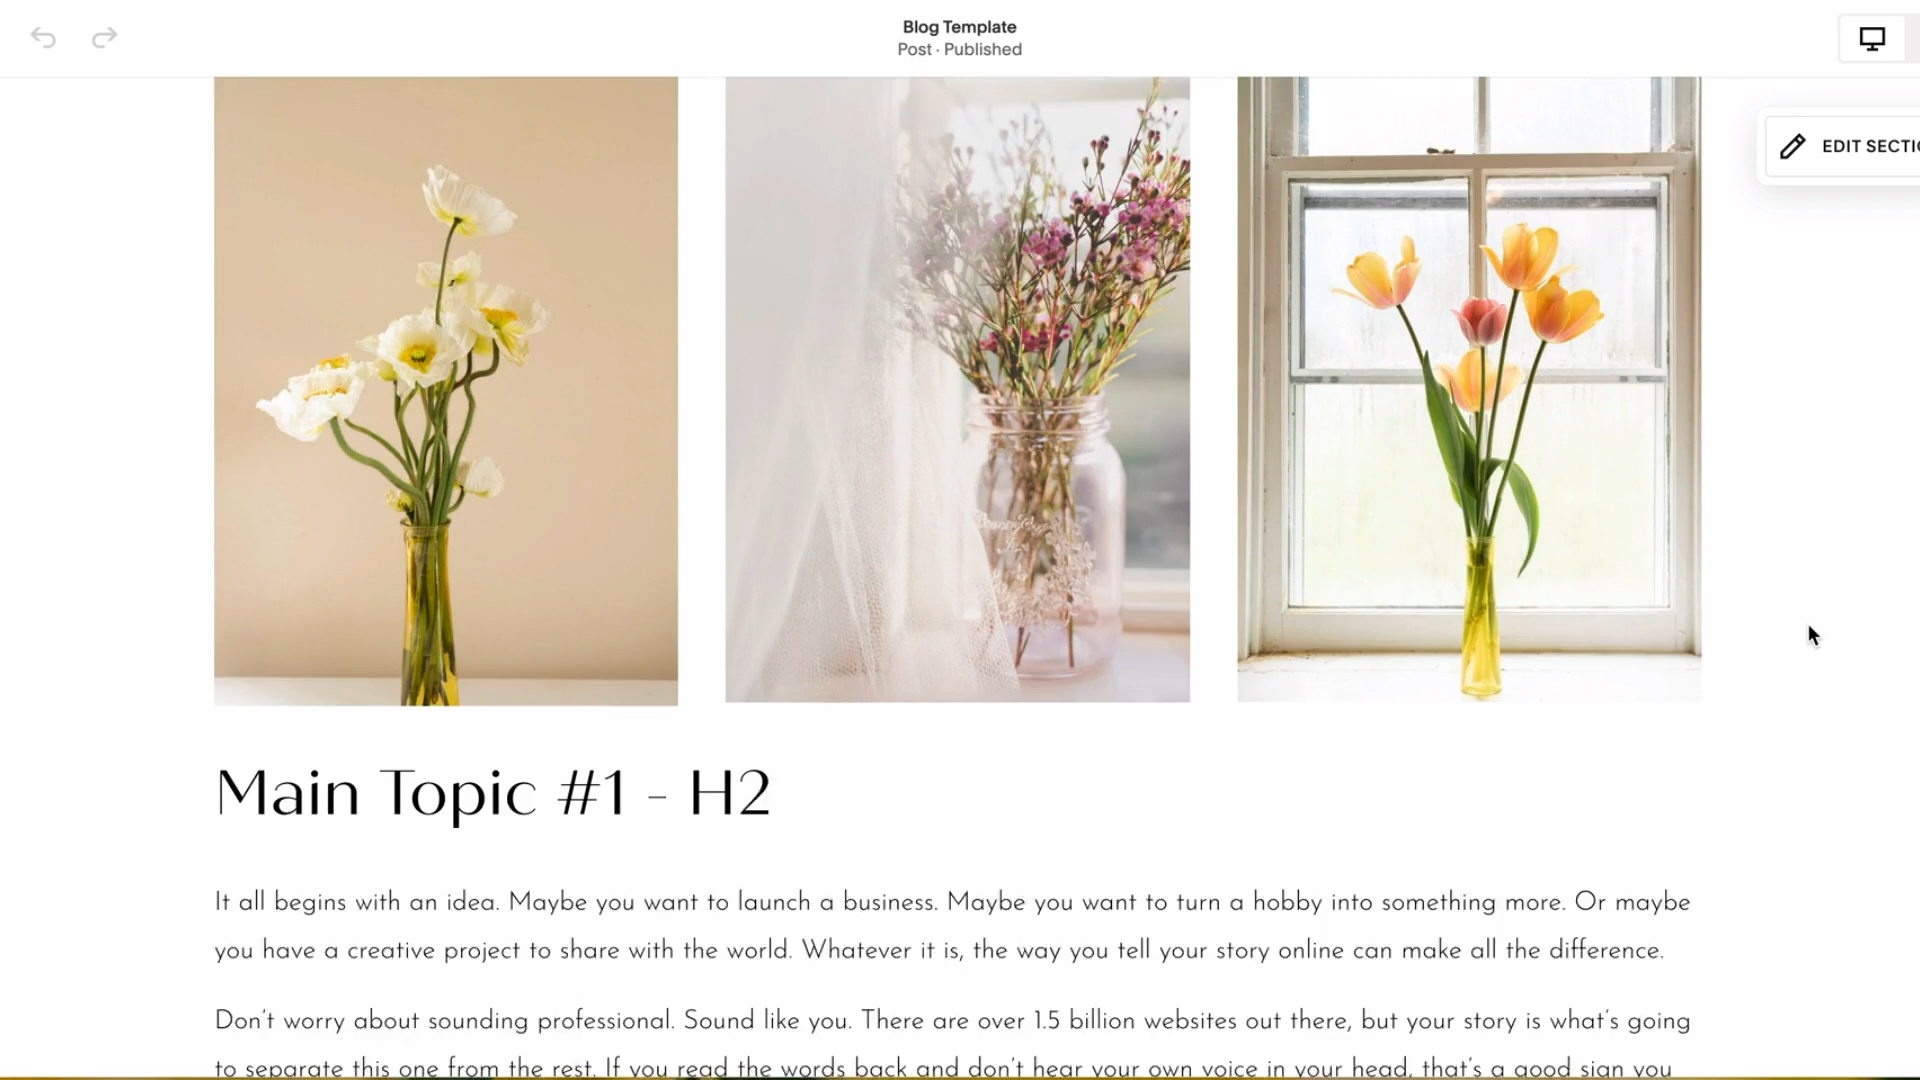 Blog Template
Post · Published
EDIT SECTIO
Main Topic #1 - H2
It all begins with an idea. Maybe you want to launch a business. Maybe you want to turn a hobby into something more. Or maybe
you have a creative project to share with the world. Whatever it is, the way you tell your story online can make all the difference.
Don't worry about sounding professional. Sound like you. There are over 1.5 billion websites out there, but your story is what's going
to separate this one from the rest. If you read the words back and don't hear your own voice in your head, that's a good sign you